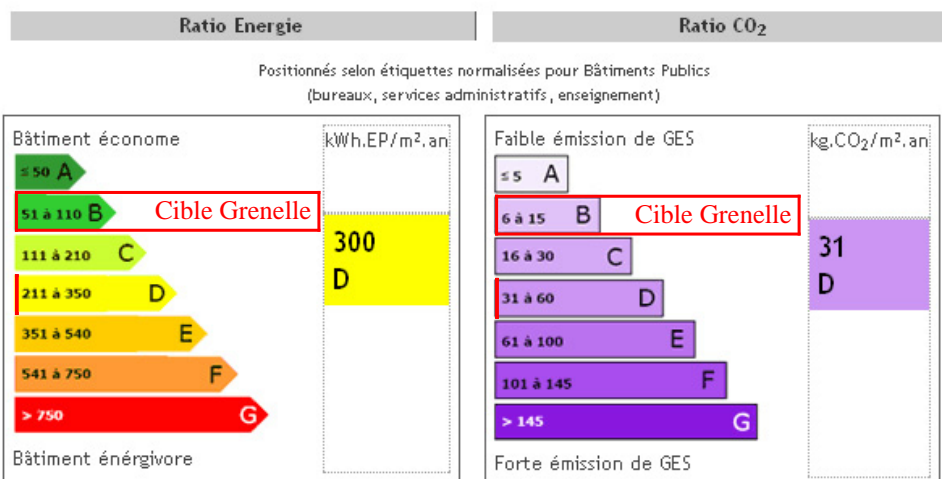 Ratio Energie
Ratio CO₂
Positionnés selon étiquettes normalisées pour Bâtiments Publics
(bureaux, services administratifs, enseignement)
Bâtiment économe
kWh.EP/m².an
≤ 50 A
51 à 110 B
Cible Grenelle
111 à 210 C
211 à 350 D
351 à 540 E
541 à 750 F
> 750 G
300
D
Bâtiment énérgivore
Faible émission de GES
kg.CO₂/m².an
≤ 5 A
6 à 15 B
Cible Grenelle
16 à 30 C
31 à 60 D
61 à 100 E
101 à 145 F
> 145 G
31
D
Forte émission de GES